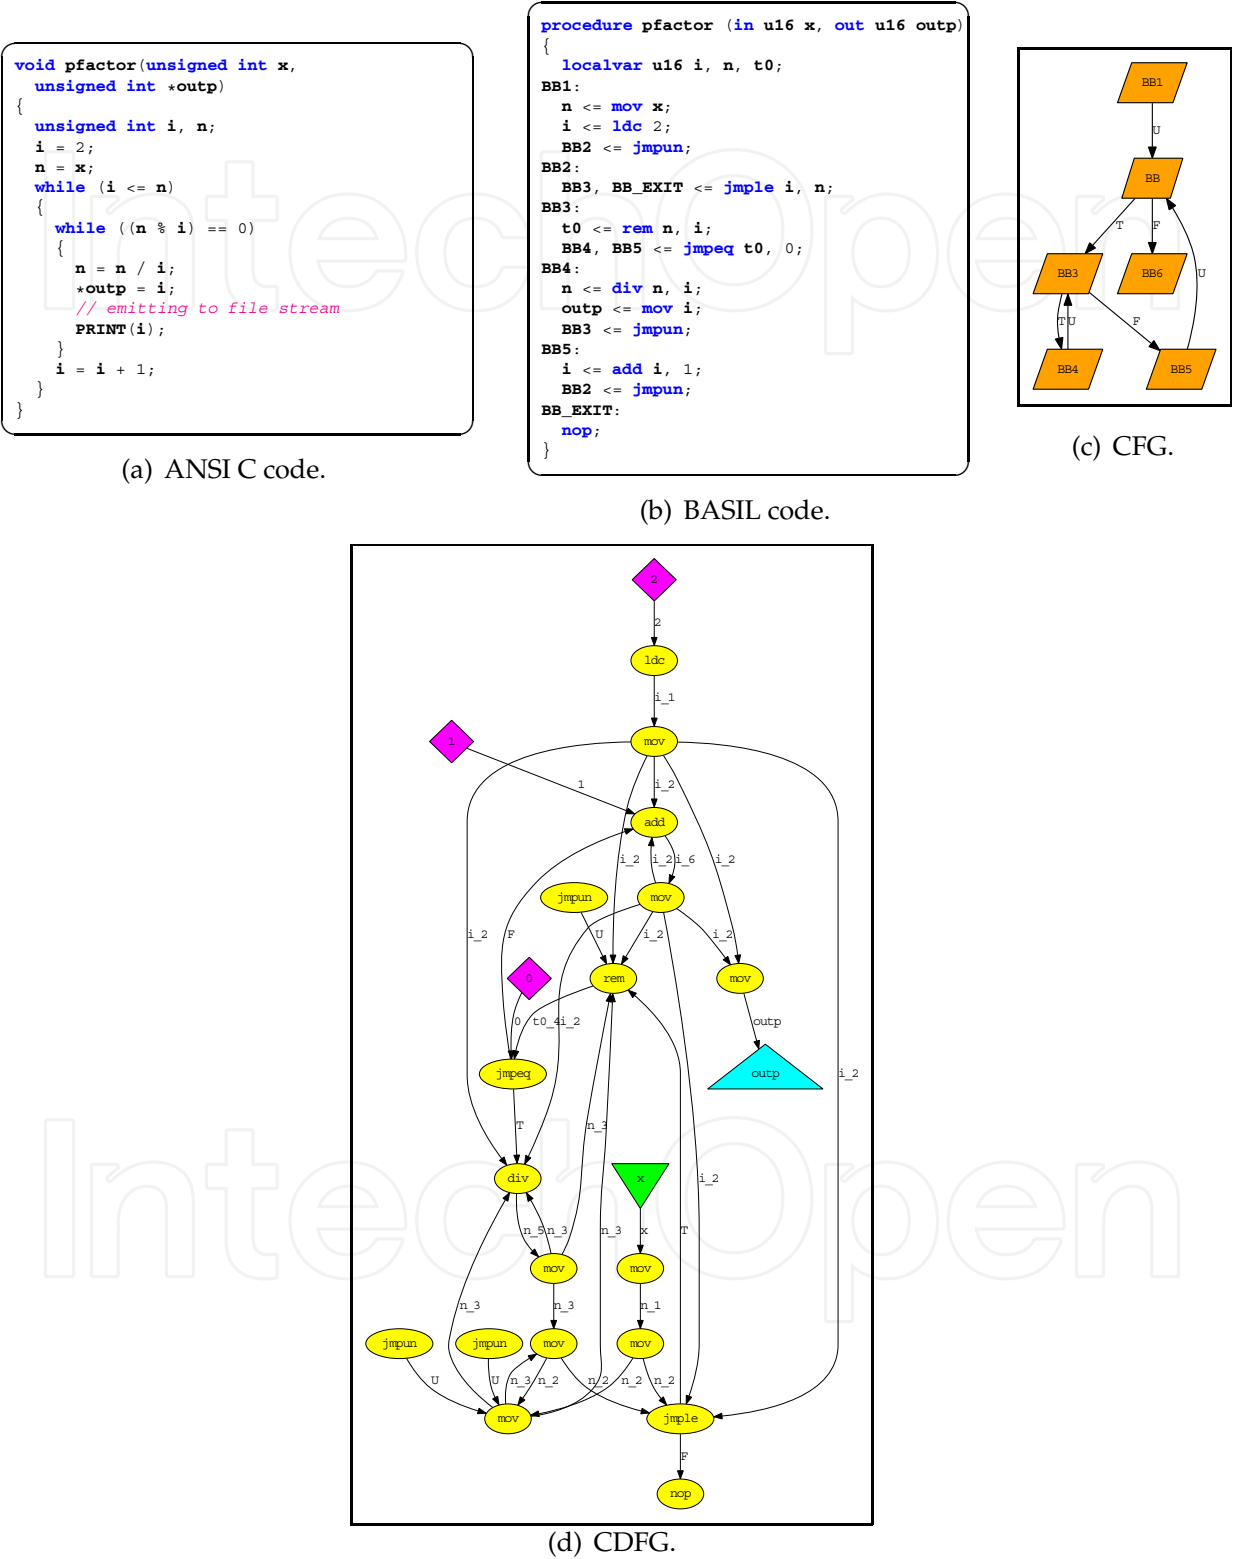 void pfactor(unsigned int x,
unsigned int *outp)
{
unsigned int i, n;
i = 2;
n = x;
while (i <= n)
{
while ((n % i) == 0)
{
n = n / i;
*outp = i;
// emitting to file stream
PRINT(i);
}
i = i + 1;
}
}
(a) ANSI C code.
procedure pfactor (in u16 x, out u16 outp)
{
localvar u16 i, n, t0;
BB1:
n <= mov x;
i <= ldc 2;
BB2 <= jmpun;
BB2:
BB3, BB_EXIT <= jmple i, n;
BB3:
t0 <= rem n, i;
BB4, BB5 <= jmpeq t0, 0;
BB4:
n <= div n, i;
outp <= mov i;
BB3 <= jmpun;
BB5:
i <= add i, 1;
BB2 <= jmpun;
BB_EXIT:
nop;
}
(b) BASIL code.
BB1
U
BB
T
F
BB3
BB6
U
T
U
F
BB4
BB5
(c) CFG.
2
2
ldc
i_1
1
mov
1
i_2
add
i_2
i_2
i_6
i_2
jmpun
mov
i_2
F
U
i_2
i_2
0
rem
mov
0
t0_4
i_2
outp
jmpeq
outp
i_2
T
n_3
div
x
i_2
n_5
n_3
n_3
x
T
mov
mov
n_3
n_3
n_1
jmpun
jmpun
mov
mov
U
U
n_3
n_2
n_2
n_2
n_2
mov
jmple
F
nop
(d) CDFG.
IntechOpen
IntechOpen